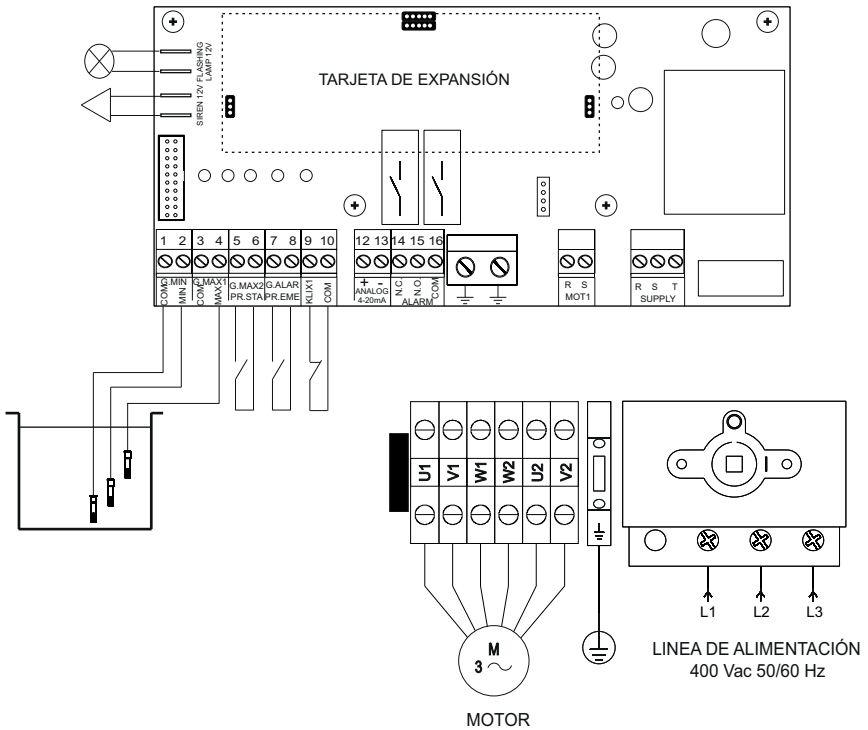 FLASHING
LAMP 12V
SIREN 12V
TARJETA DE EXPANSIÓN
1 2 3 4 5 6 7 8 9 10
12 13 14 15 16
COM
G.MIN
MIN
COM
G.MAX1
MAX
G.MAX2
PR.STA
G.ALAR
PR.EME
KLIX1
COM
+ -
ANALOG
4-20mA
N.C.
N.O.
COM
ALARM
R S
MOT1
R S T
SUPPLY
U1 V1 W1 W2 U2 V2
M
3
MOTOR
L1 L2 L3
LINEA DE ALIMENTACIÓN
400 Vac 50/60 Hz